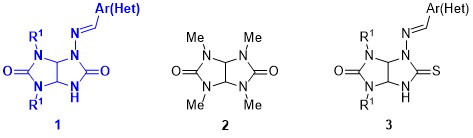 Ar(Het) Ar(Het)
R¹ N Me Me R¹ N
N N N N N N
O O O O O S
N N N N N N
R¹ H Me Me R¹ H
1 2 3